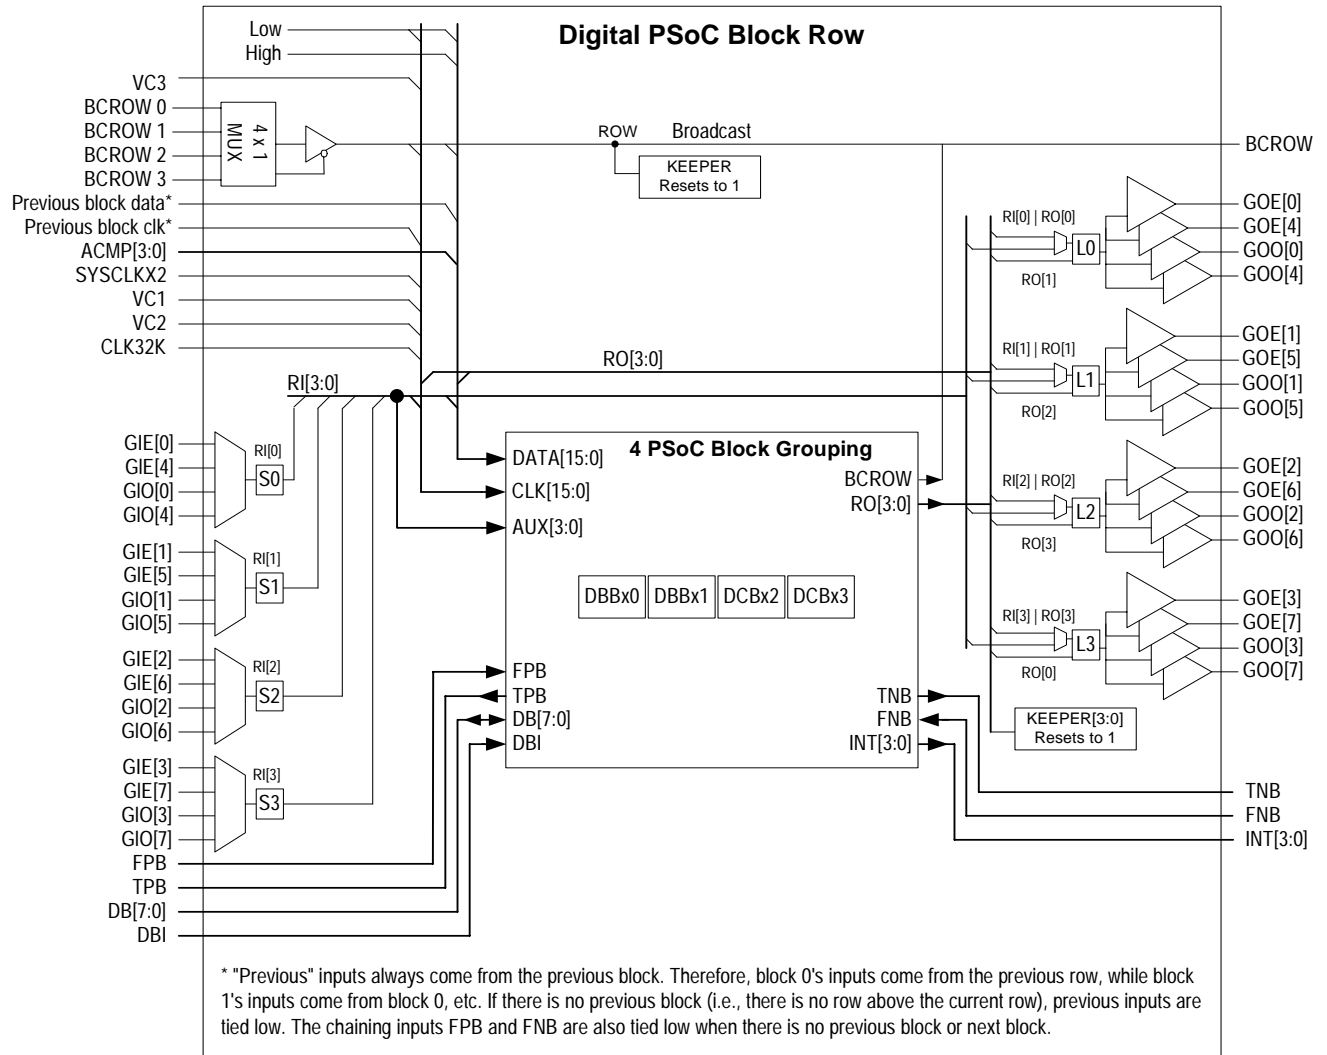 Digital PSoC Block Row
Low
High
VC3
BCROW 0
BCROW 1
BCROW 2
BCROW 3
4 x 1
MUX
Previous block data*
Previous block clk*
ACMP[3:0]
SYSCLKX2
VC1
VC2
CLK32K
ROW
Broadcast
KEEPER
Resets to 1
BCROW
RI[3:0]
RO[3:0]
GIE[0]
GIE[4]
GIO[0]
GIO[4]
RI[0]
S0
GIE[1]
GIE[5]
GIO[1]
GIO[5]
RI[1]
S1
GIE[2]
GIE[6]
GIO[2]
GIO[6]
RI[2]
S2
GIE[3]
GIE[7]
GIO[3]
GIO[7]
RI[3]
S3
FPB
TPB
DB[7:0]
DBI
4 PSoC Block Grouping
DATA[15:0]
CLK[15:0]
AUX[3:0]
BCROW
RO[3:0]
DBBx0
DBBx1
DCBx2
DCBx3
FPB
TPB
DB[7:0]
DBI
TNB
FNB
INT[3:0]
RI[0] | RO[0]
L0
RO[1]
GOE[0]
GOE[4]
GOO[0]
GOO[4]
RI[1] | RO[1]
L1
RO[2]
GOE[1]
GOE[5]
GOO[1]
GOO[5]
RI[2] | RO[2]
L2
RO[3]
GOE[2]
GOE[6]
GOO[2]
GOO[6]
RI[3] | RO[3]
L3
RO[0]
GOE[3]
GOE[7]
GOO[3]
GOO[7]
KEEPER[3:0]
Resets to 1
TNB
FNB
INT[3:0]
* "Previous" inputs always come from the previous block. Therefore, block 0's inputs come from the previous row, while block
1's inputs come from block 0, etc. If there is no previous block (i.e., there is no row above the current row), previous inputs are
tied low. The chaining inputs FPB and FNB are also tied low when there is no previous block or next block.